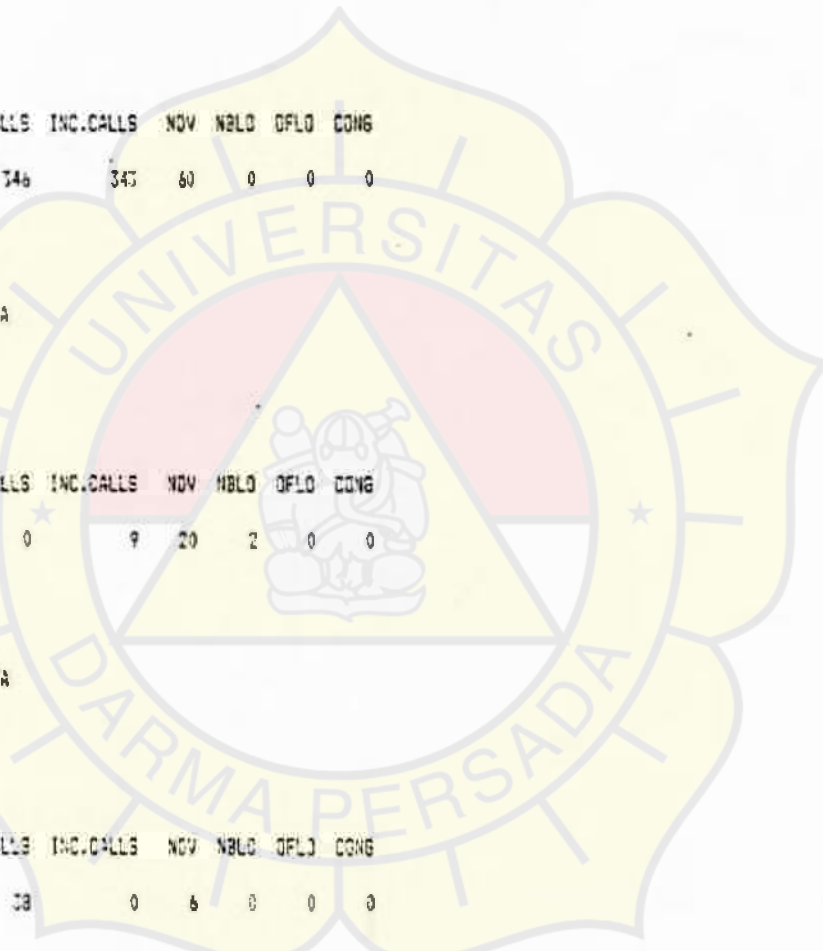 LLS INC.CALLS NOV NBLO OFLO CONG
346 343 60 0 0 0
UNIVERSITAS
A
LLS INC.CALLS NOV NBLO OFLO CONG
0 9 20 2 0 0
A
DARMA PERSADA
LLS INC.CALLS NOV NBLO OFLO CONG
38 0 6 0 0 0